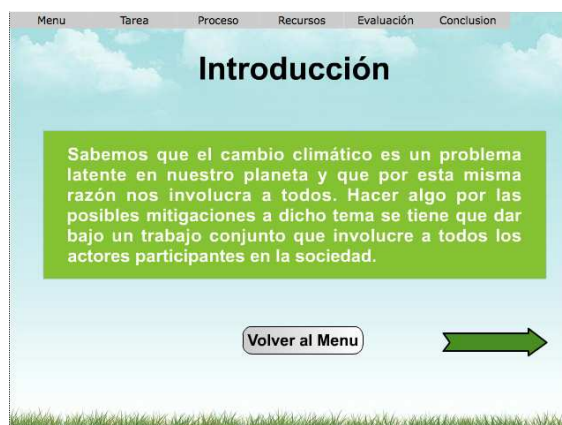 Menu Tarea Proceso Recursos Evaluación Conclusion
Introducción
Sabemos que el cambio climático es un problema
latente en nuestro planeta y que por esta misma
razón nos involucra a todos. Hacer algo por las
posibles mitigaciones a dicho tema se tiene que dar
bajo un trabajo conjunto que involucre a todos los
actores participantes en la sociedad.
Volver al Menu